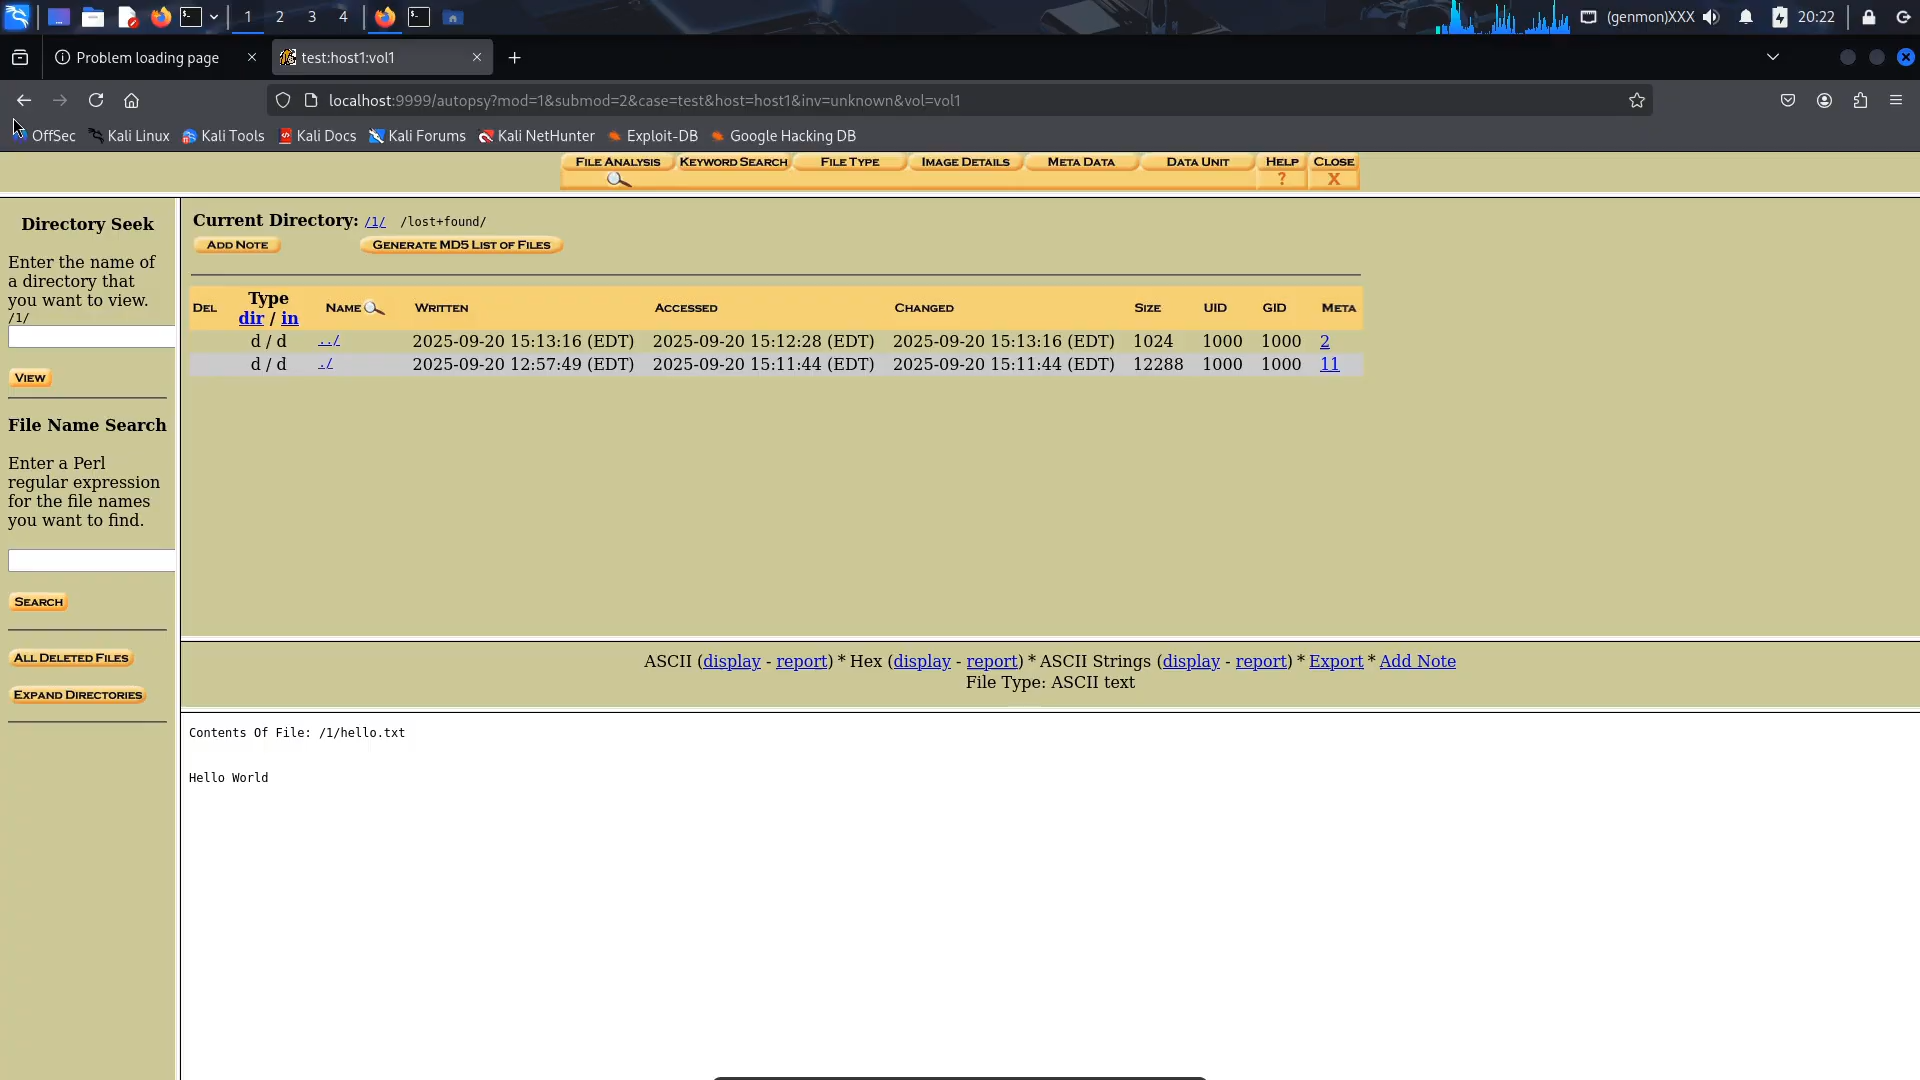 1 2 3 4 (genmon)XXX 20:22
Problem loading page test:host1:vol1
localhost:9999/autopsy?mod=1&submod=2&case=test&host=host1&inv=unknown&vol=vol1
OffSec Kali Linux Kali Tools Kali Docs Kali Forums Kali NetHunter Exploit-DB Google Hacking DB
FILE ANALYSIS KEYWORD SEARCH FILE TYPE IMAGE DETAILS META DATA DATA UNIT HELP CLOSE
? X
Directory Seek
Enter the name of
a directory that
you want to view.
/1/
VIEW
File Name Search
Enter a Perl
regular expression
for the file names
you want to find.
SEARCH
ALL DELETED FILES
EXPAND DIRECTORIES
Current Directory: /1/ /lost+found/
ADD NOTE GENERATE MD5 LIST OF FILES
DEL Type dir / in NAME WRITTEN ACCESSED CHANGED SIZE UID GID META
d / d ../ 2025-09-20 15:13:16 (EDT) 2025-09-20 15:12:28 (EDT) 2025-09-20 15:13:16 (EDT) 1024 1000 1000 2
d / d ./ 2025-09-20 12:57:49 (EDT) 2025-09-20 15:11:44 (EDT) 2025-09-20 15:11:44 (EDT) 12288 1000 1000 11
ASCII (display - report) * Hex (display - report) * ASCII Strings (display - report) * Export * Add Note
File Type: ASCII text
Contents Of File: /1/hello.txt
Hello World